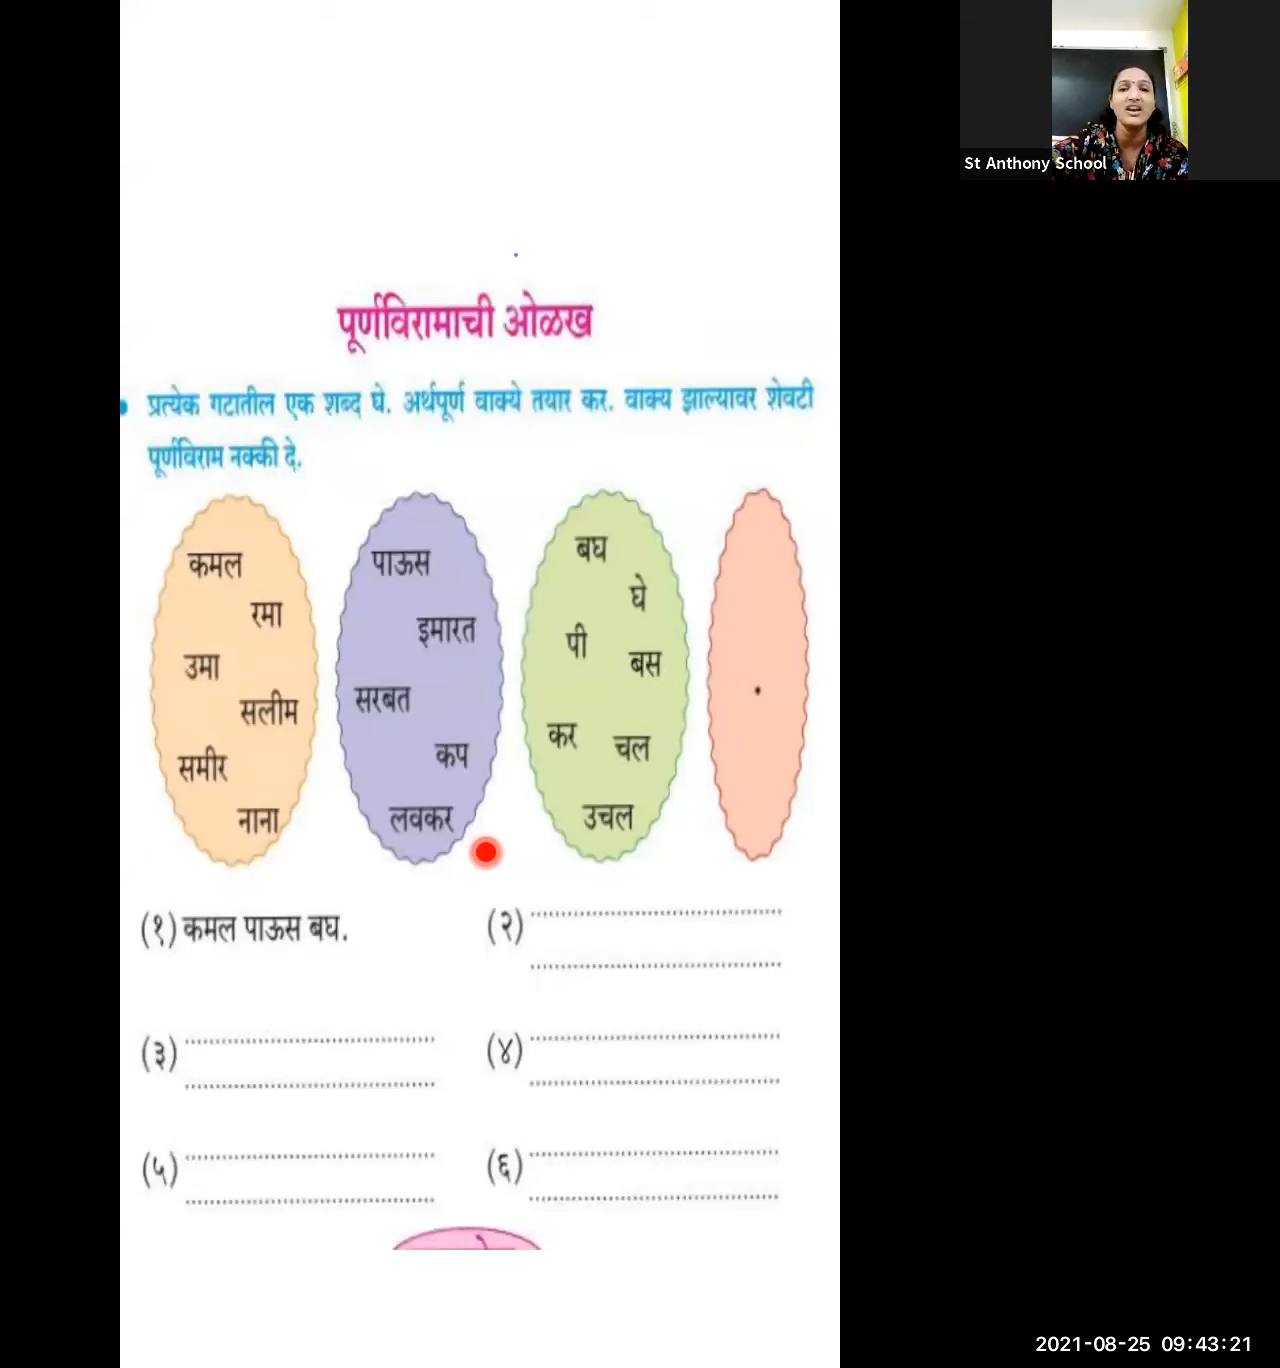 St Anthony School
पूर्णविरामाची ओळख
प्रत्येक गटातील एक शब्द घे. अर्थपूर्ण वाक्ये तयार कर. वाक्य झाल्यावर शेवटी
पूर्णविराम नक्की दे.
कमल
रमा
उमा
सलीम
समीर
नाना
पाऊस
इमारत
सरबत
कप
लवकर
बघ
घे
पी
बस
कर
चल
उचल
.
(१) कमल पाऊस बघ.
(२)
(३)
(४)
(५)
(६)
2021-08-25 09:43:21